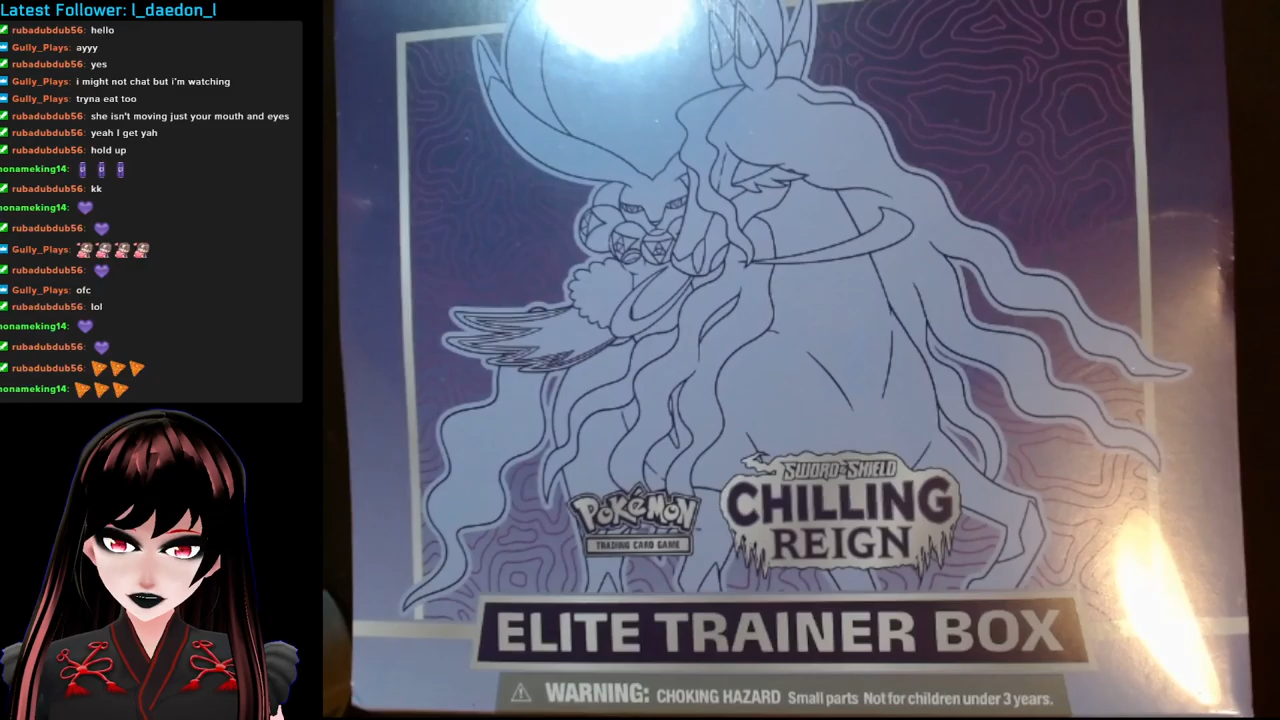 Latest Follower: l_daedon_l
rubadubdub56: hello
Gully_Plays: ayyy
rubadubdub56: yes
Gully_Plays: i might not chat but i'm watching
Gully_Plays: tryna eat too
rubadubdub56: she isn't moving just your mouth and eyes
rubadubdub56: yeah I get yah
rubadubdub56: hold up
nonameking14:
rubadubdub56: kk
nonameking14:
rubadubdub56:
Gully_Plays:
rubadubdub56:
Gully_Plays: ofc
rubadubdub56: lol
nonameking14:
rubadubdub56:
rubadubdub56:
nonameking14:
SWORD & SHIELD
CHILLING
REIGN
POKéMON
TRADING CARD GAME
ELITE TRAINER BOX
WARNING: CHOKING HAZARD Small parts Not for children under 3 years.